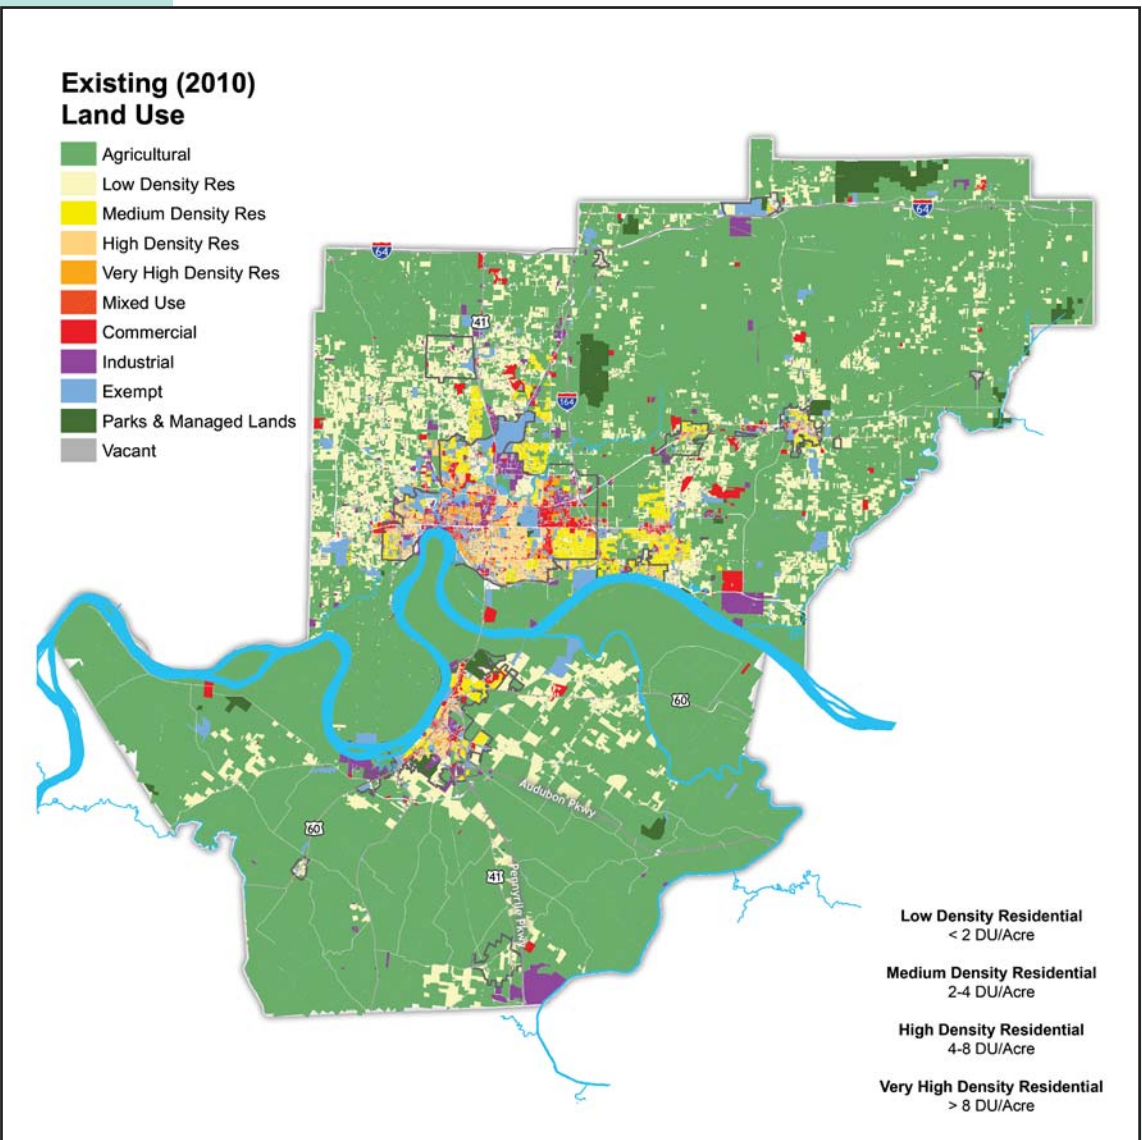 Existing (2010)
Land Use
Agricultural
Low Density Res
Medium Density Res
High Density Res
Very High Density Res
Mixed Use
Commercial
Industrial
Exempt
Parks & Managed Lands
Vacant
64
64
41
164
60
Audubon Pkwy
60
41
Pennyrile Pkwy
Low Density Residential
< 2 DU/Acre
Medium Density Residential
2-4 DU/Acre
High Density Residential
4-8 DU/Acre
Very High Density Residential
> 8 DU/Acre